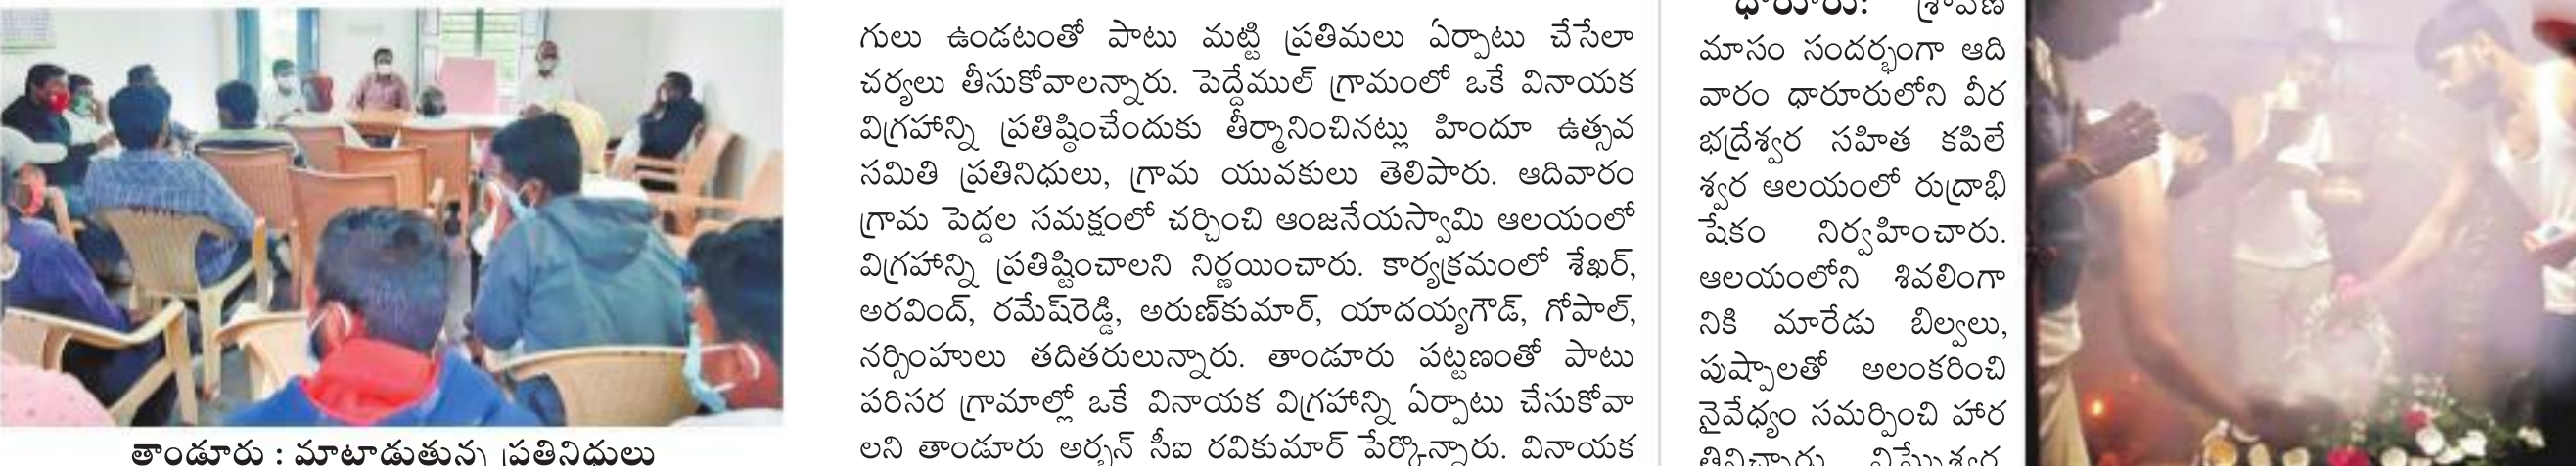 తాండూరు : మాట్లాడుతున్న ప్రతినిధులు
గులు ఉండటంతో పాటు మట్టి ప్రతిమలు ఏర్పాటు చేసేలా
చర్యలు తీసుకోవాలన్నారు. పెద్దేముల్ గ్రామంలో ఒకే వినాయక
విగ్రహాన్ని ప్రతిష్ఠించేందుకు తీర్మానించినట్లు హిందూ ఉత్సవ
సమితి ప్రతినిధులు, గ్రామ యువకులు తెలిపారు. ఆదివారం
గ్రామ పెద్దల సమక్షంలో చర్చించి ఆంజనేయస్వామి ఆలయంలో
విగ్రహాన్ని ప్రతిష్టించాలని నిర్ణయించారు. కార్యక్రమంలో శేఖర్,
అరవింద్, రమేష్‌రెడ్డి, అరుణ్‌కుమార్, యాదయ్యగౌడ్, గోపాల్,
నర్సింహులు తదితరులున్నారు. తాండూరు పట్టణంతో పాటు
పరిసర గ్రామాల్లో ఒకే వినాయక విగ్రహాన్ని ఏర్పాటు చేసుకోవా
లని తాండూరు అర్బన్ సీఐ రవికుమార్ పేర్కొన్నారు. వినాయక
ధారూరు: శ్రావణ
మాసం సందర్భంగా ఆది
వారం ధారూరులోని వీర
భద్రేశ్వర సహిత కపిలే
శ్వర ఆలయంలో రుద్రాభి
షేకం నిర్వహించారు.
ఆలయంలోని శివలింగా
నికి మారేడు బిల్వలు,
పుష్పాలతో అలంకరించి
నైవేధ్యం సమర్పించి హార
తినిచ్చారు. విఘ్నేశ్వర